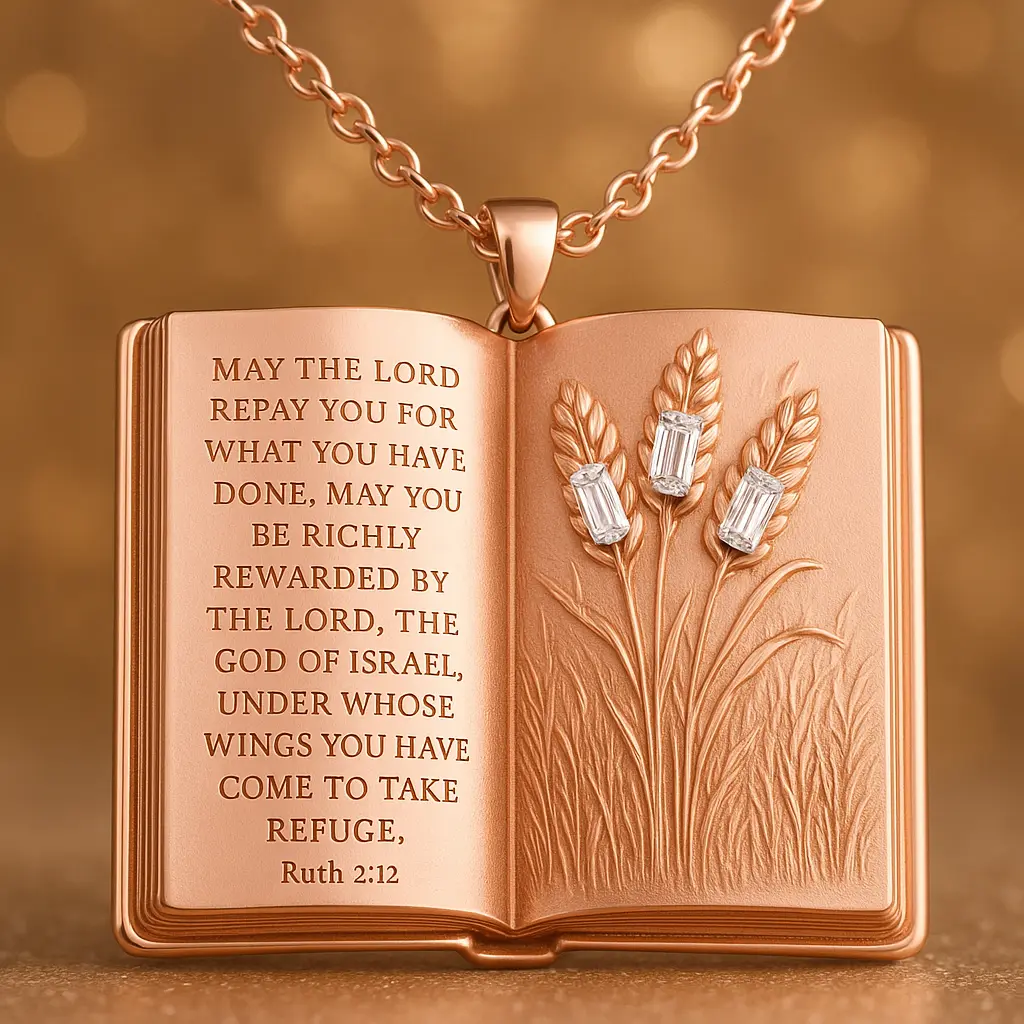 MAY THE LORD
REPAY YOU FOR
WHAT YOU HAVE
DONE, MAY YOU
BE RICHLY
REWARDED BY
THE LORD, THE
GOD OF ISRAEL,
UNDER WHOSE
WINGS YOU HAVE
COME TO TAKE
REFUGE,
Ruth 2:12